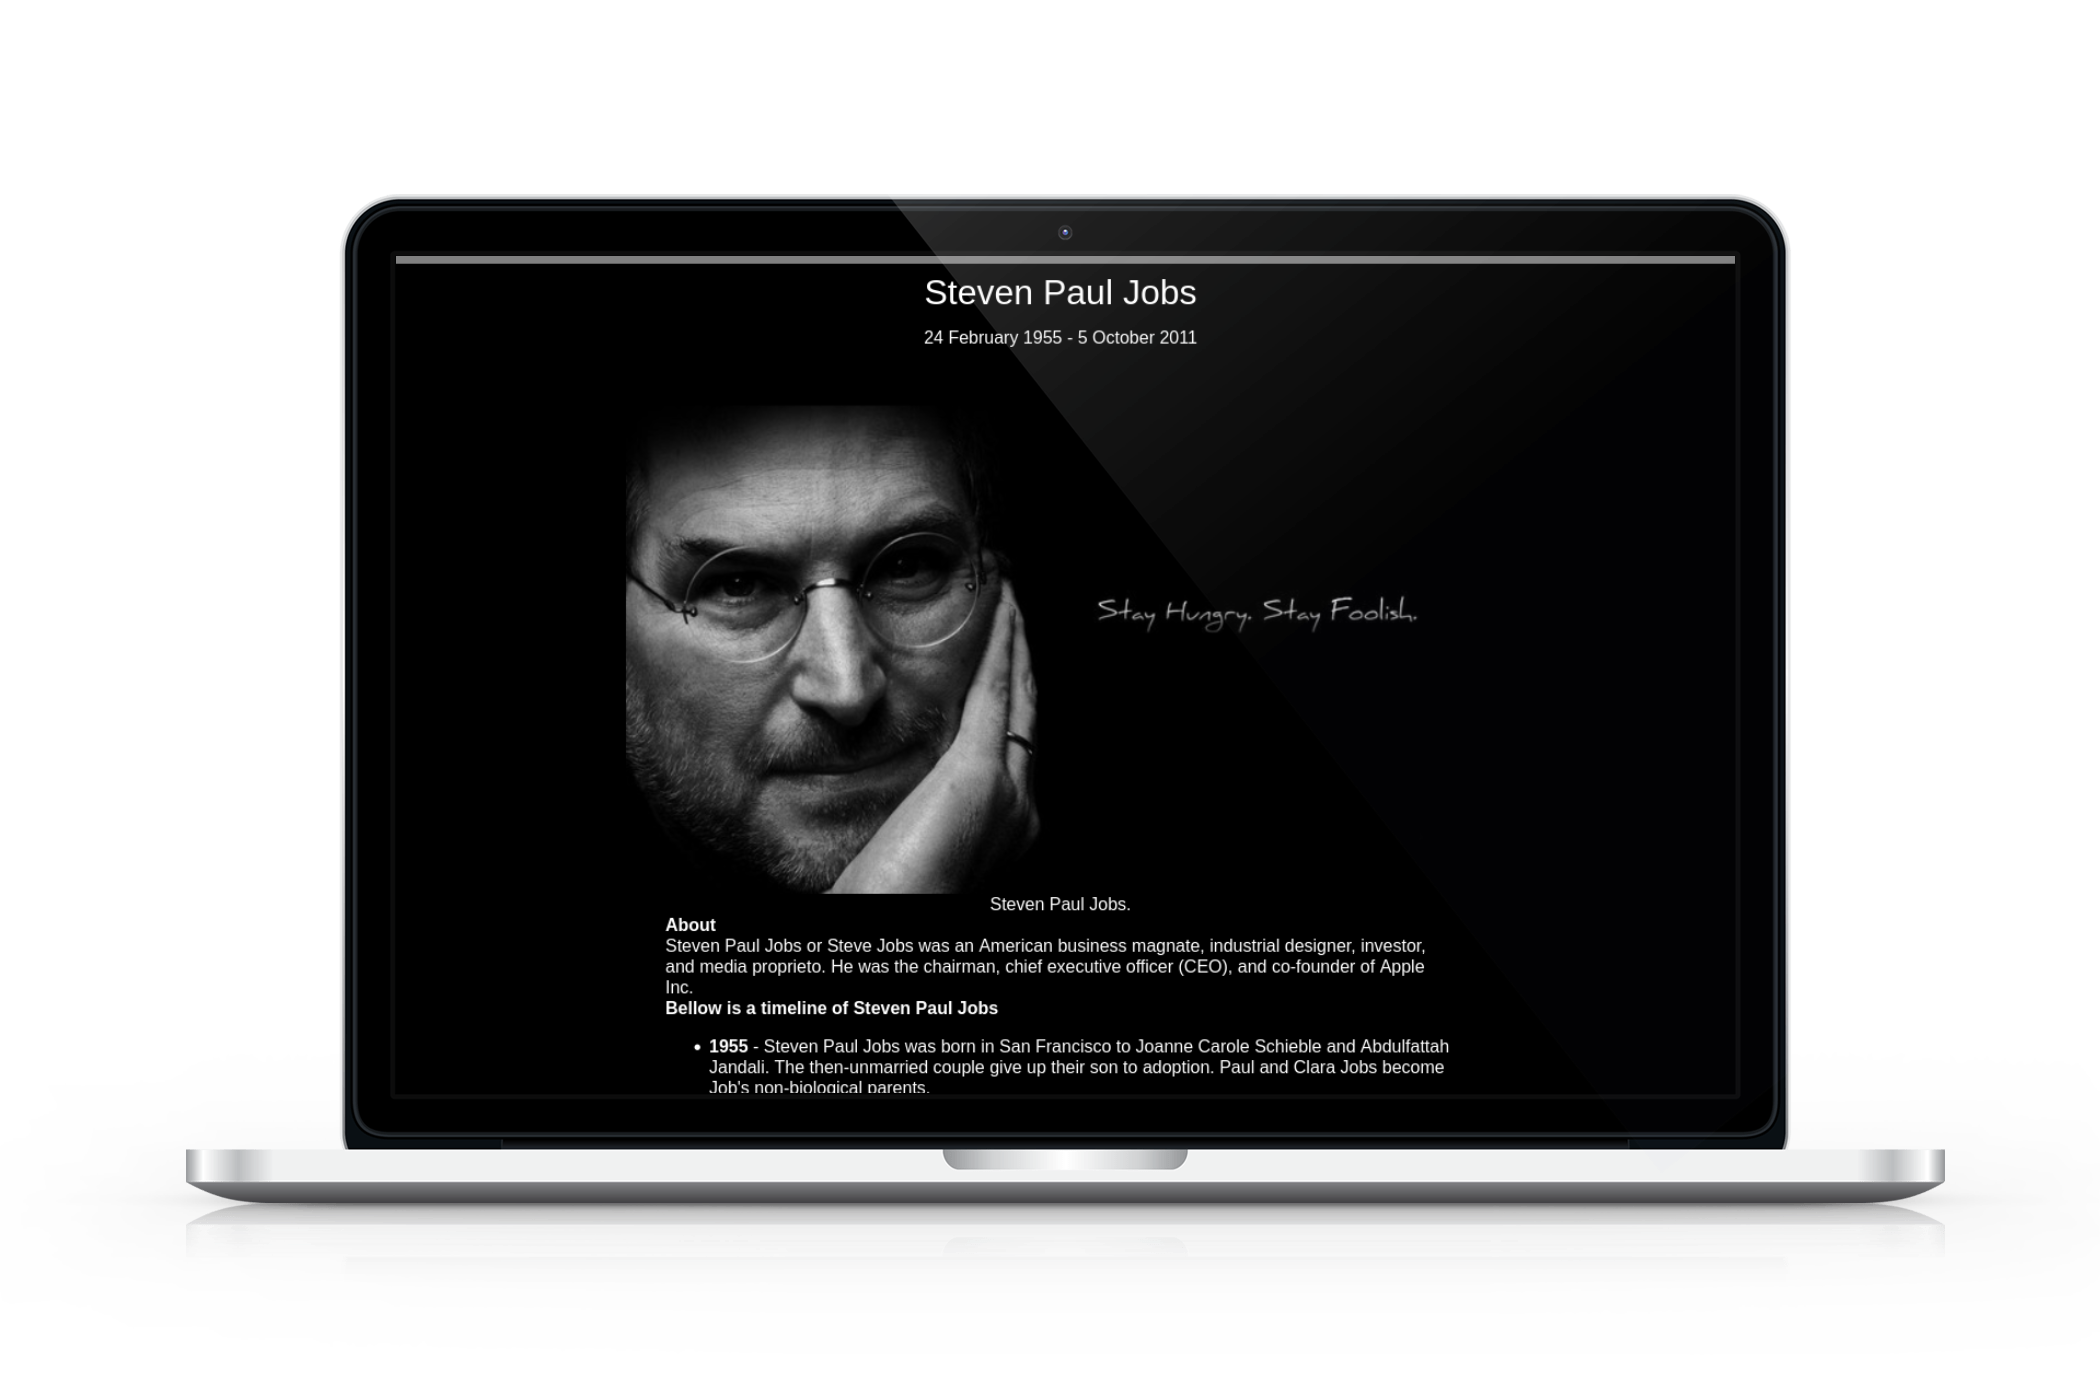 Steven Paul Jobs
24 February 1955 - 5 October 2011
Stay Hungry. Stay Foolish.
Steven Paul Jobs.
About
Steven Paul Jobs or Steve Jobs was an American business magnate, industrial designer, investor,
and media proprieto. He was the chairman, chief executive officer (CEO), and co-founder of Apple
Inc.
Bellow is a timeline of Steven Paul Jobs
• 1955 - Steven Paul Jobs was born in San Francisco to Joanne Carole Schieble and Abdulfattah
Jandali. The then-unmarried couple give up their son to adoption. Paul and Clara Jobs become
Job's non-biological parents.